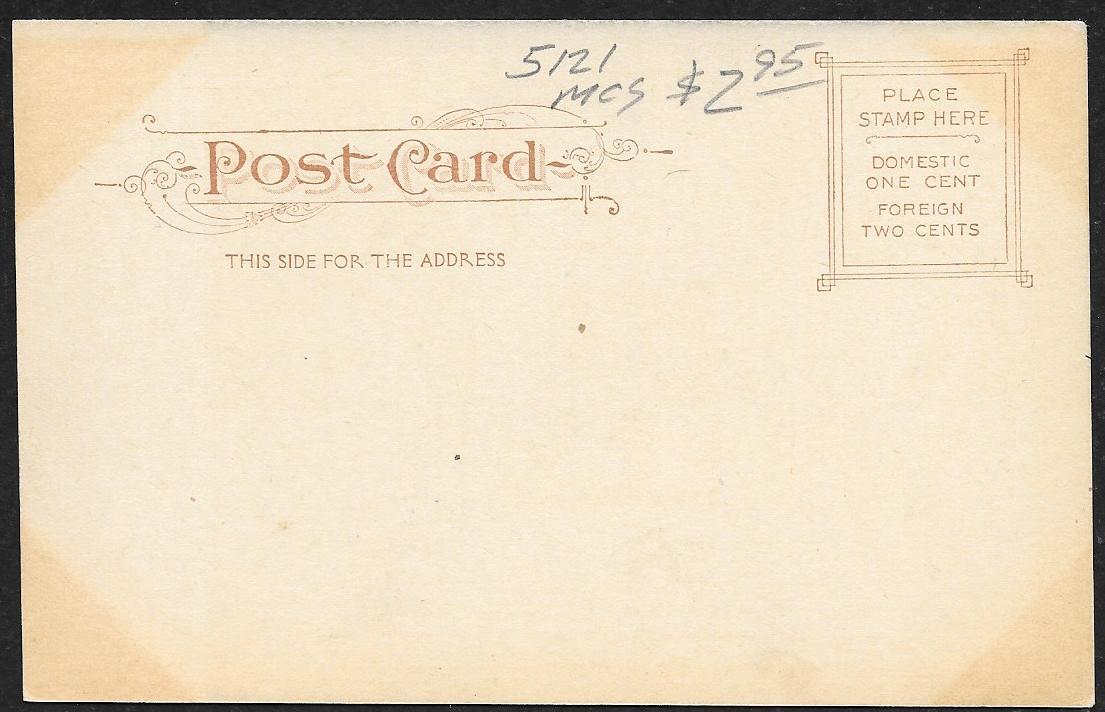 5121
MCS $2.95
Post Card
THIS SIDE FOR THE ADDRESS
PLACE
STAMP HERE
DOMESTIC
ONE CENT
FOREIGN
TWO CENTS